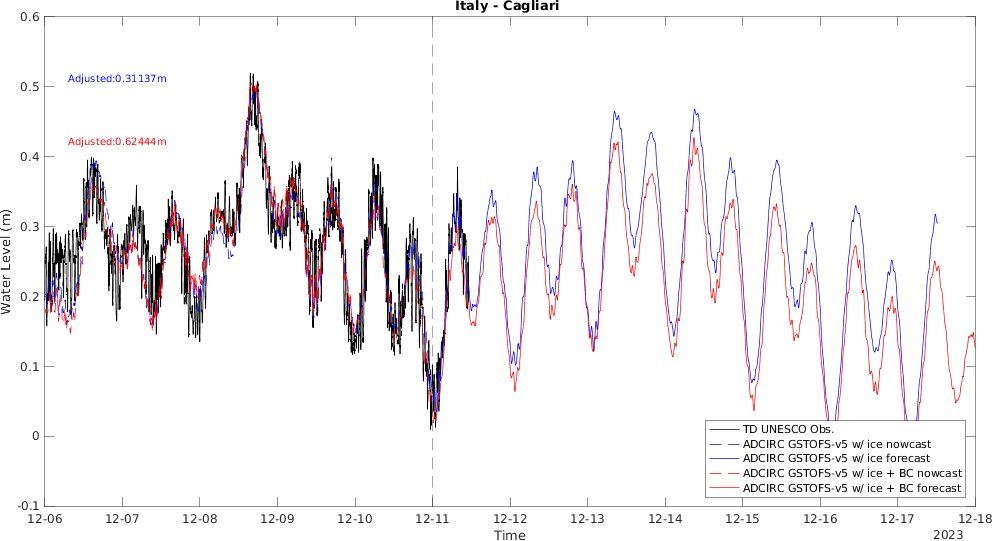 Italy - Cagliari
0.6
0.5
0.4
0.3
0.2
0.1
0
-0.1
Water Level (m)
Adjusted:0.31137m
Adjusted:0.62444m
TD UNESCO Obs.
ADCIRC GSTOFS-v5 w/ ice nowcast
ADCIRC GSTOFS-v5 w/ ice forecast
ADCIRC GSTOFS-v5 w/ ice + BC nowcast
ADCIRC GSTOFS-v5 w/ ice + BC forecast
12-06 12-07 12-08 12-09 12-10 12-11 12-12 12-13 12-14 12-15 12-16 12-17 12-18
Time
2023